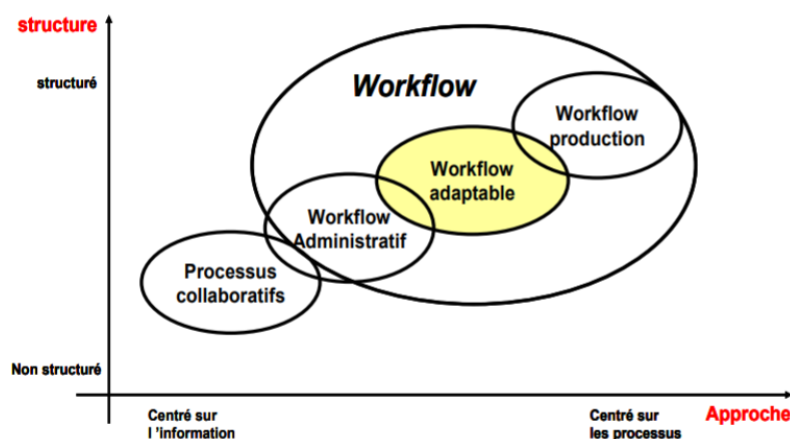 structure
structuré
Workflow
Workflow
production
Workflow
adaptable
Workflow
Administratif
Processus
collaboratifs
Non structuré
Centré sur
l 'information
Centré sur
les processus
Approche